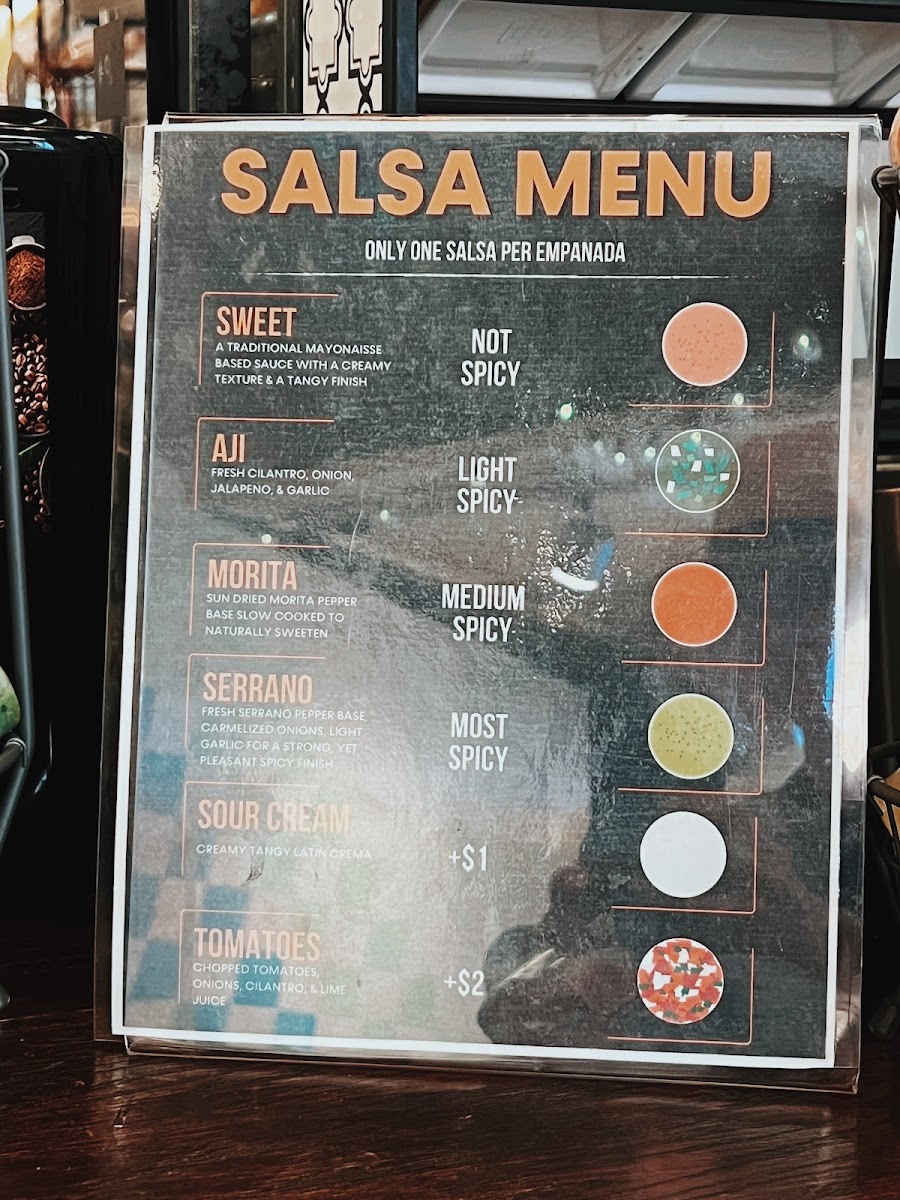 SALSA MENU
ONLY ONE SALSA PER EMPANADA
SWEET
A TRADITIONAL MAYONAISSE
BASED SAUCE WITH A CREAMY
TEXTURE & A TANGY FINISH
NOT
SPICY
AJI
FRESH CILANTRO, ONION,
JALAPENO, & GARLIC
LIGHT
SPICY
MORITA
SUN DRIED MORITA PEPPER
BASE SLOW COOKED TO
NATURALLY SWEETEN
MEDIUM
SPICY
SERRANO
FRESH SERRANO PEPPER BASE,
CARMELIZED ONIONS, LIGHT
GARLIC FOR A STRONG, YET
PLEASANT SPICY FINISH
MOST
SPICY
SOUR CREAM
CREAMY TANGY LATIN CREMA
+$1
TOMATOES
CHOPPED TOMATOES,
ONIONS, CILANTRO, & LIME
JUICE
+$2